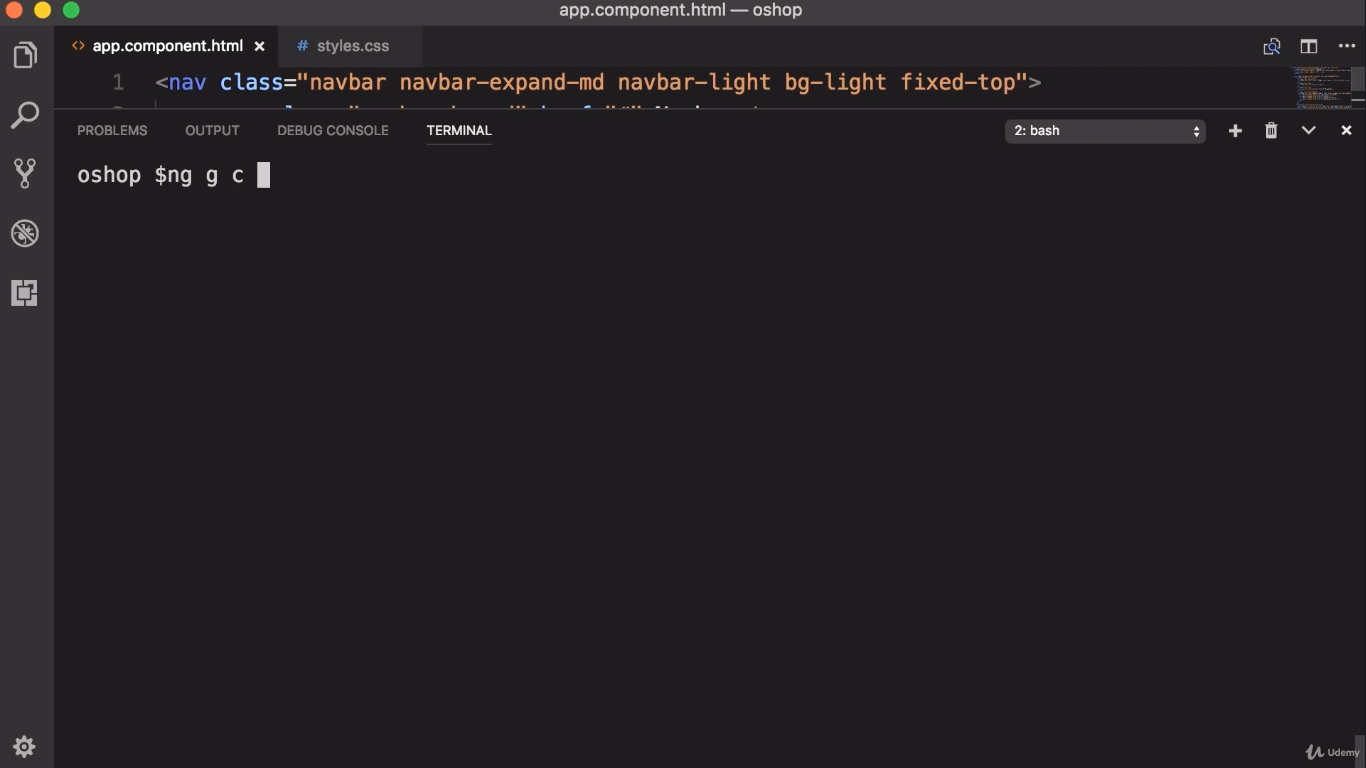 app.component.html — oshop
<> app.component.html × # styles.css
1 <nav class="navbar navbar-expand-md navbar-light bg-light fixed-top">
PROBLEMS OUTPUT DEBUG CONSOLE TERMINAL 2: bash
oshop $ng g c
Udemy